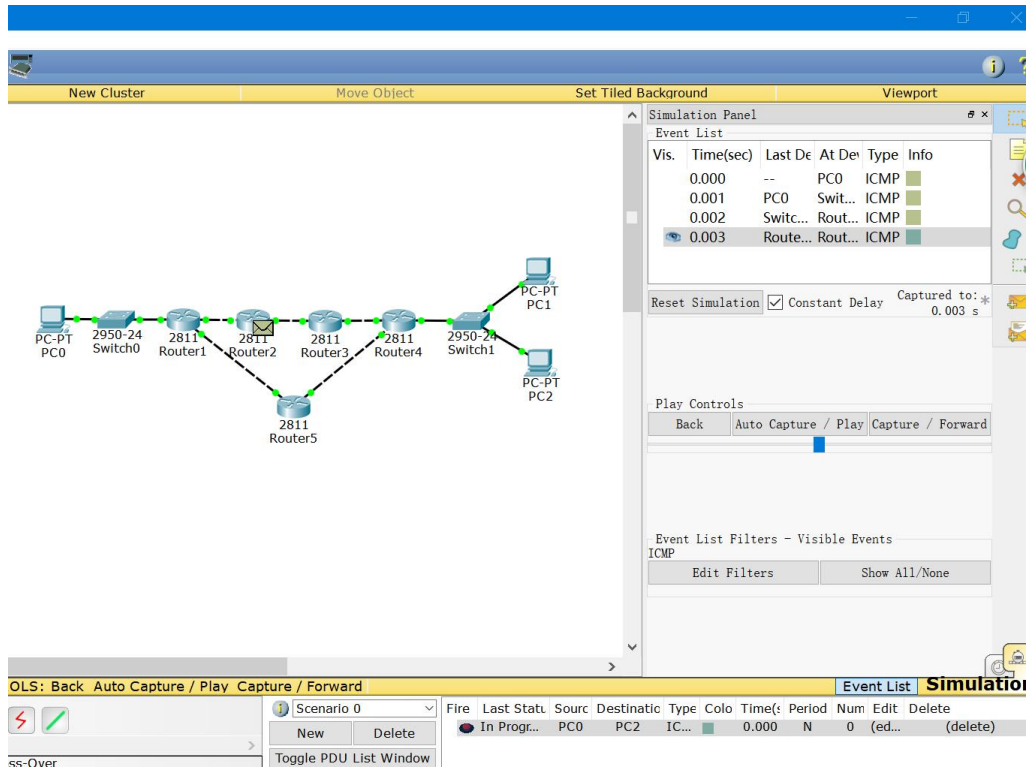 New Cluster Move Object Set Tiled Background Viewport
Simulation Panel
Event List
Vis. Time(sec) Last De At Dev Type Info
0.000 -- PC0 ICMP
0.001 PC0 Swit... ICMP
0.002 Switc... Rout... ICMP
0.003 Route... Rout... ICMP
Reset Simulation Constant Delay Captured to: *
0.003 s
PC-PT
PC1
PC-PT
PC0
2950-24
Switch0
2811
Router1
2811
Router2
2811
Router3
2811
Router4
2950-24
Switch1
PC-PT
PC2
2811
Router5
Play Controls
Back Auto Capture / Play Capture / Forward
Event List Filters - Visible Events
ICMP
Edit Filters Show All/None
OLS: Back Auto Capture / Play Capture / Forward Event List Simulation
Scenario 0
New Delete
Toggle PDU List Window
Fire Last Statu Sourc Destinatic Type Colo Time(s Period Num Edit Delete
In Progr... PC0 PC2 IC... 0.000 N 0 (ed... (delete)
ss-Over